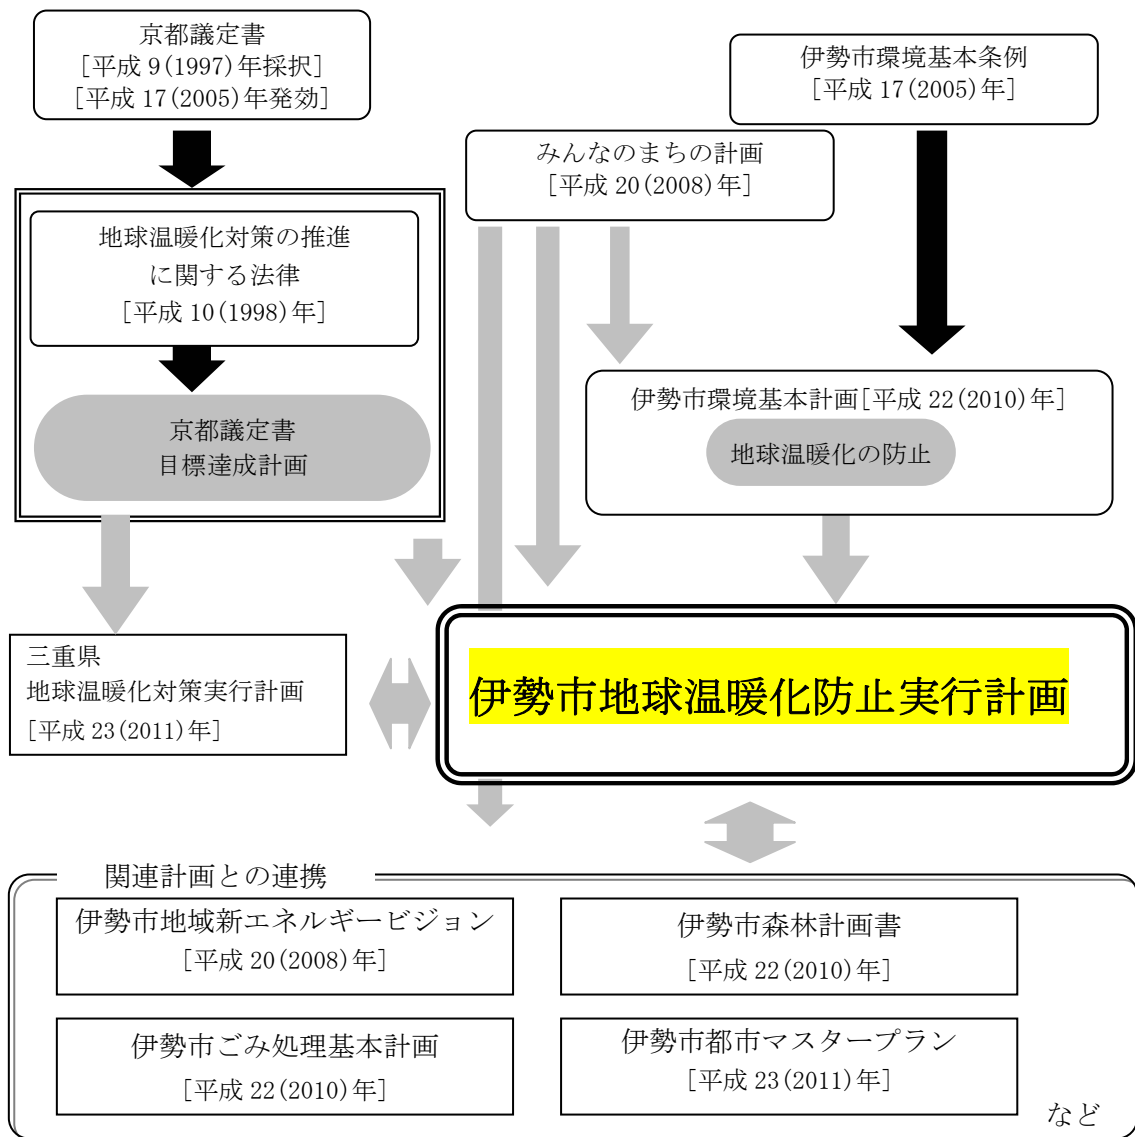 京都議定書
[平成 9(1997)年採択]
[平成 17(2005)年発効]
伊勢市環境基本条例
[平成 17(2005)年]
みんなのまちの計画
[平成 20(2008)年]
地球温暖化対策の推進
に関する法律
[平成 10(1998)年]
京都議定書
目標達成計画
伊勢市環境基本計画[平成 22(2010)年]
地球温暖化の防止
三重県
地球温暖化対策実行計画
[平成 23(2011)年]
伊勢市地球温暖化防止実行計画
関連計画との連携
伊勢市地域新エネルギービジョン
[平成 20(2008)年]
伊勢市森林計画書
[平成 22(2010)年]
伊勢市ごみ処理基本計画
[平成 22(2010)年]
伊勢市都市マスタープラン
[平成 23(2011)年]
など